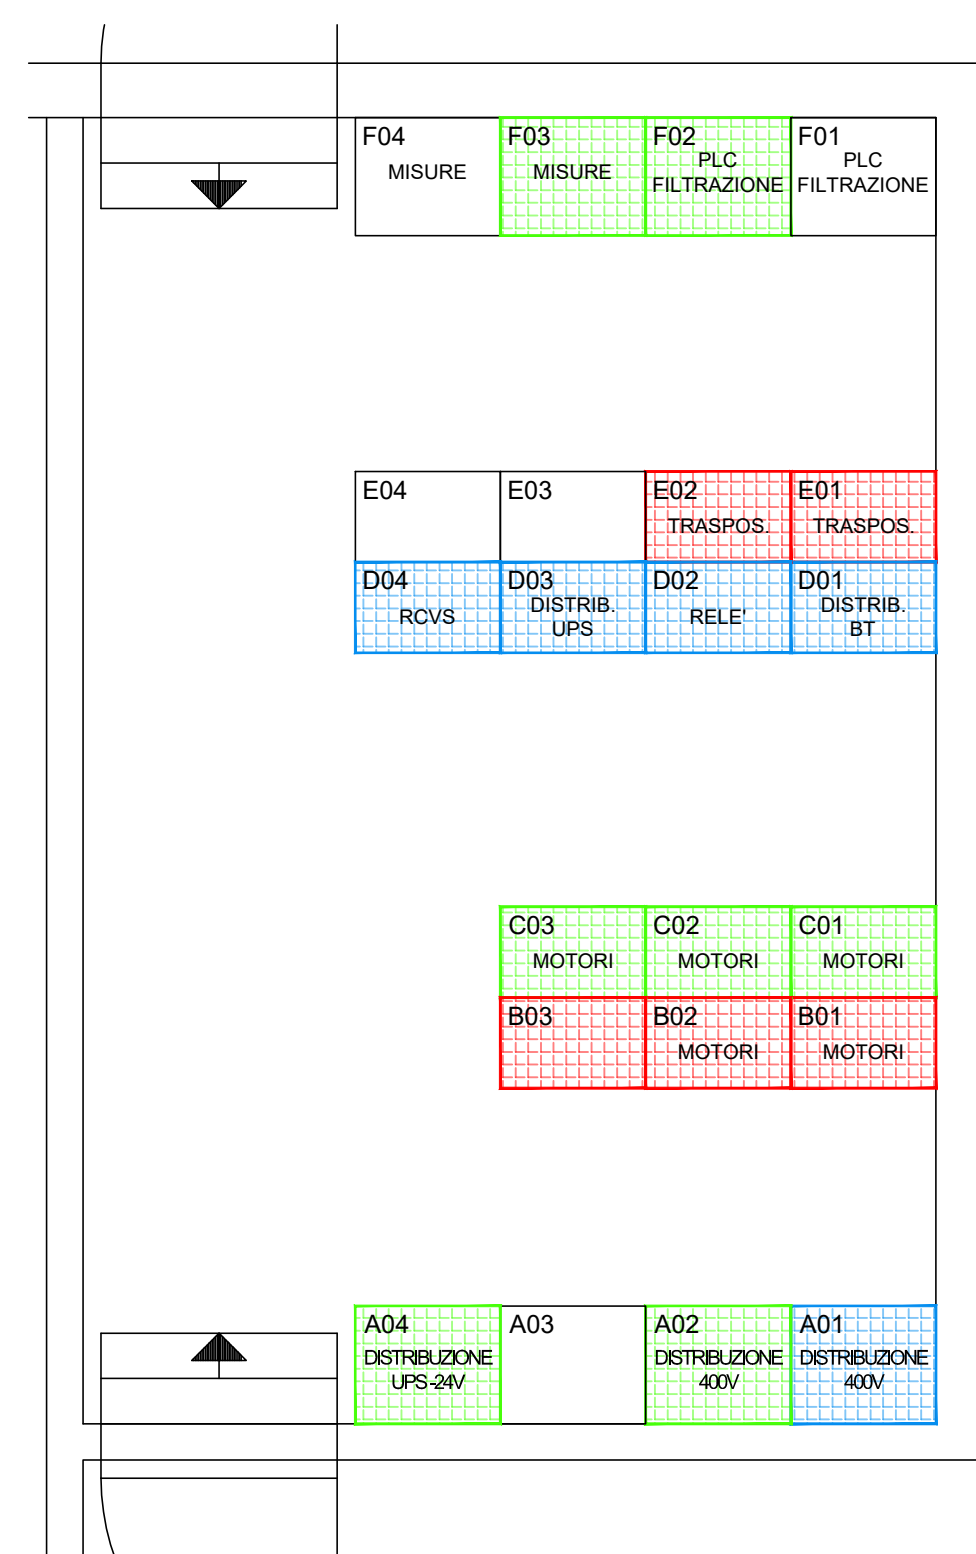 F04
MISURE
F03
MISURE
F02
PLC
FILTRAZIONE
F01
PLC
FILTRAZIONE
E04
E03
E02
TRASPOS.
E01
TRASPOS.
D04
RCVS
D03
DISTRIB.
UPS
D02
RELE'
D01
DISTRIB.
BT
C03
MOTORI
C02
MOTORI
C01
MOTORI
B03
B02
MOTORI
B01
MOTORI
A04
DISTRIBUZIONE
UPS-24V
A03
A02
DISTRIBUZIONE
400V
A01
DISTRIBUZIONE
400V